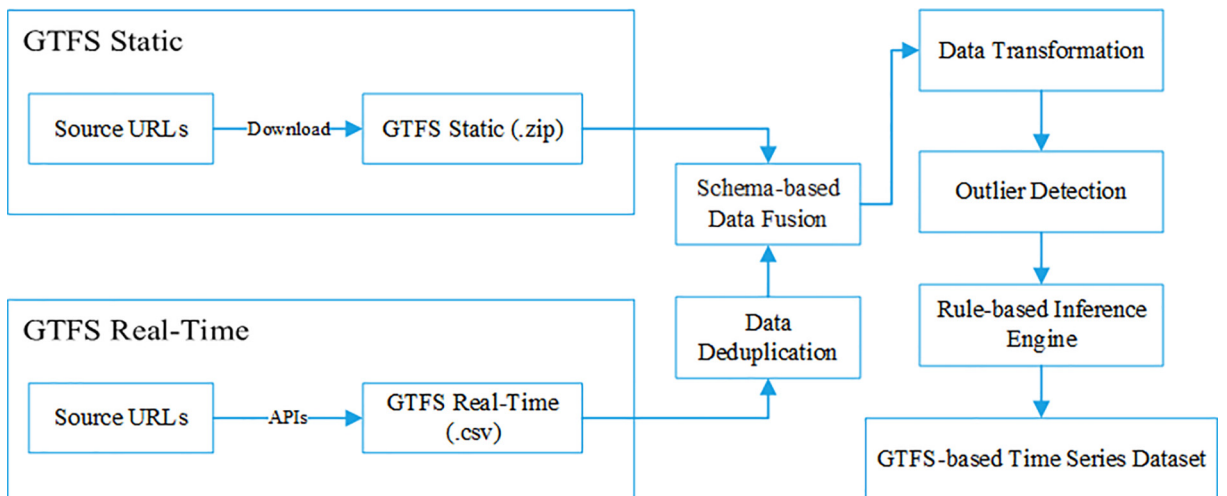 GTFS Static
Source URLs
Download
GTFS Static (.zip)
GTFS Real-Time
Source URLs
APIs
GTFS Real-Time
(.csv)
Data
Deduplication
Schema-based
Data Fusion
Data Transformation
Outlier Detection
Rule-based Inference
Engine
GTFS-based Time Series Dataset